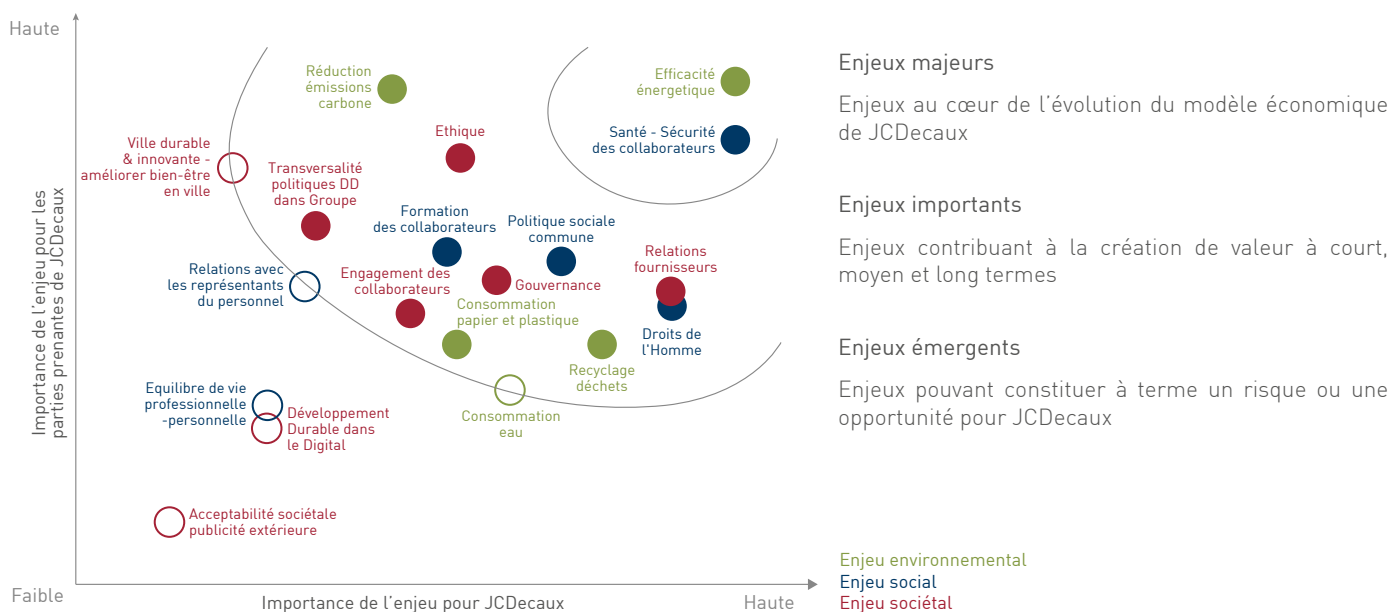 Haute
Importance de l'enjeu pour les
parties prenantes de JCDecaux
Faible
Importance de l'enjeu pour JCDecaux
Haute
Réduction
émissions
carbone
Efficacité
énergetique
Santé - Sécurité
des collaborateurs
Ethique
Ville durable
& innovante -
améliorer bien-être
en ville
Transversalité
politiques DD
dans Groupe
Formation
des collaborateurs
Politique sociale
commune
Relations
fournisseurs
Relations avec
les représentants
du personnel
Engagement des
collaborateurs
Gouvernance
Consommation
papier et plastique
Droits de
l'Homme
Recyclage
déchets
Consommation
eau
Equilibre de vie
professionnelle
-personnelle
Développement
Durable dans
le Digital
Acceptabilité sociétale
publicité extérieure
Enjeux majeurs
Enjeux au cœur de l'évolution du modèle économique
de JCDecaux
Enjeux importants
Enjeux contribuant à la création de valeur à court,
moyen et long termes
Enjeux émergents
Enjeux pouvant constituer à terme un risque ou une
opportunité pour JCDecaux
Enjeu environnemental
Enjeu social
Enjeu sociétal